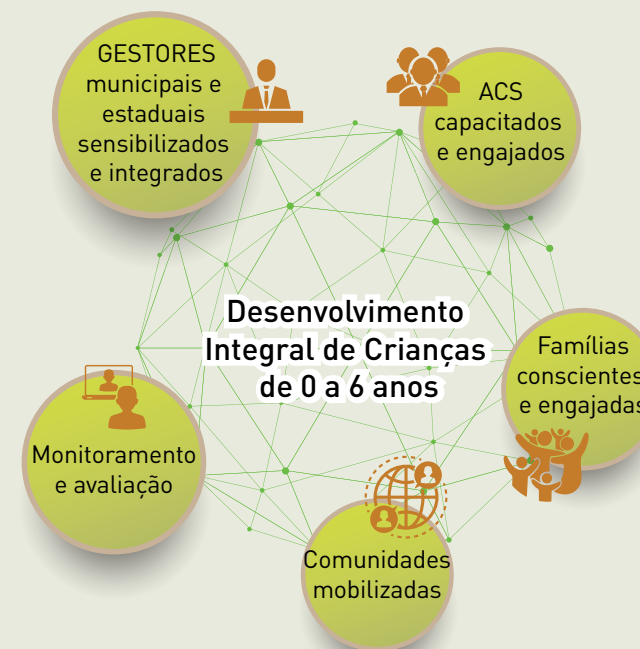 GESTORES
municipais e
estaduais
sensibilizados
e integrados
ACS
capacitados
e engajados
Desenvolvimento
Integral de Crianças
de 0 a 6 anos
Famílias
conscientes
e engajadas
Monitoramento
e avaliação
Comunidades
mobilizadas